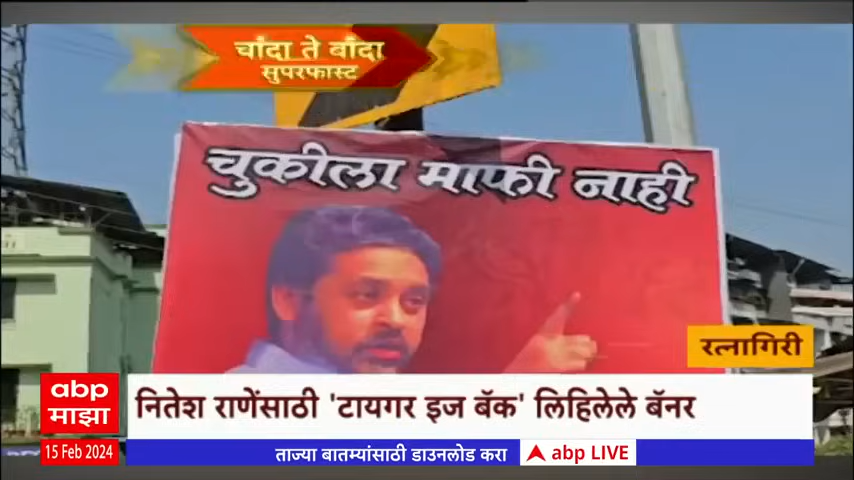 चांदा ते बांदा
सुपरफास्ट
चुकीला माफी नाही
रत्नागिरी
abp
माझा
नितेश राणेंसाठी 'टायगर इज बॅक' लिहिलेले बॅनर
15 Feb 2024
ताज्या बातम्यांसाठी डाउनलोड करा
abp LIVE